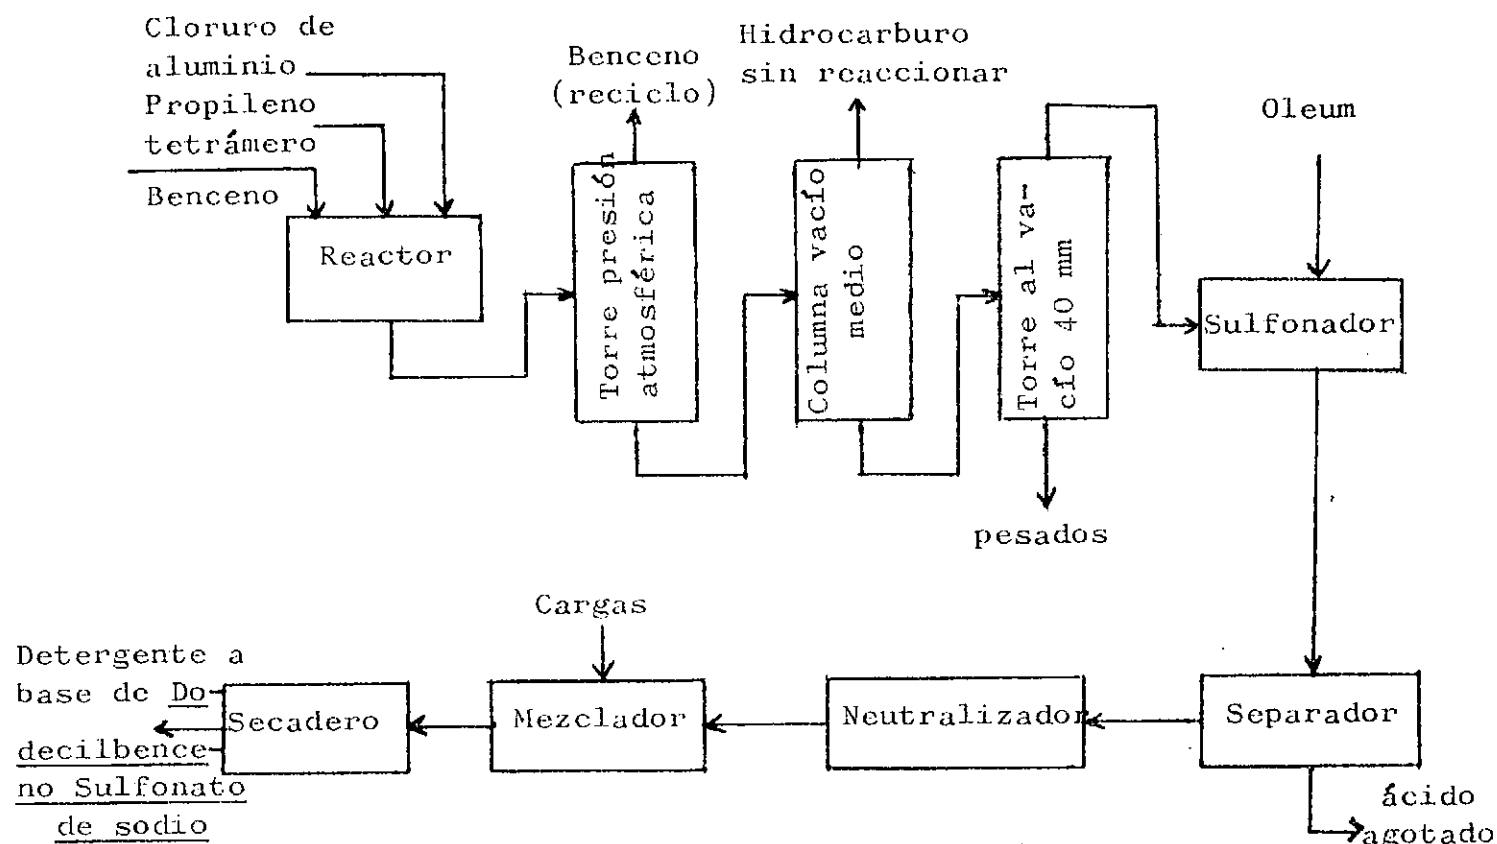 Cloruro de
aluminio
Propileno
tetrámero
Benceno
Reactor
Benceno
(reciclo)
Torre presión
atmosférica
Hidrocarburo
sin reaccionar
Columna vacío
medio
Torre al va-
cío 40 mm
pesados
Oleum
Sulfonador
Separador
ácido
agotado
Neutralizador
Cargas
Mezclador
Secadero
Detergente a
base de Do-
decilbence-
no Sulfonato
de sodio